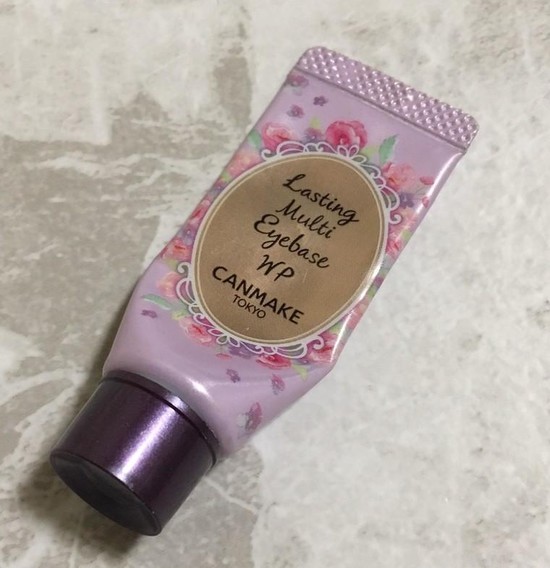 Lasting
Multi
Eyebase
WP
CANMAKE
TOKYO